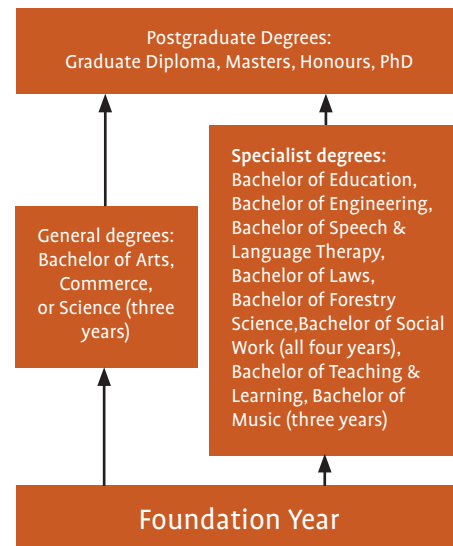 Postgraduate Degrees:
Graduate Diploma, Masters, Honours, PhD
General degrees:
Bachelor of Arts,
Commerce,
or Science (three
years)
Specialist degrees:
Bachelor of Education,
Bachelor of Engineering,
Bachelor of Speech &
Language Therapy,
Bachelor of Laws,
Bachelor of Forestry
Science,Bachelor of Social
Work (all four years),
Bachelor of Teaching &
Learning, Bachelor of
Music (three years)
Foundation Year